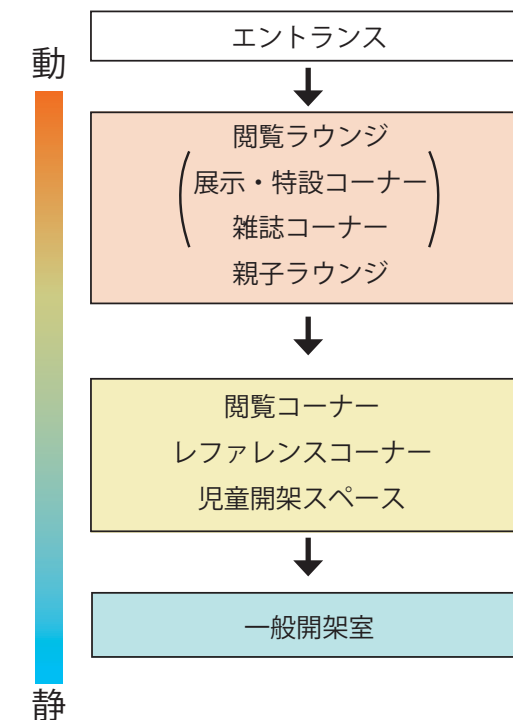 動
エントランス
閲覧ラウンジ
（展示・特設コーナー
雑誌コーナー）
親子ラウンジ
閲覧コーナー
レファレンスコーナー
児童開架スペース
一般開架室
静